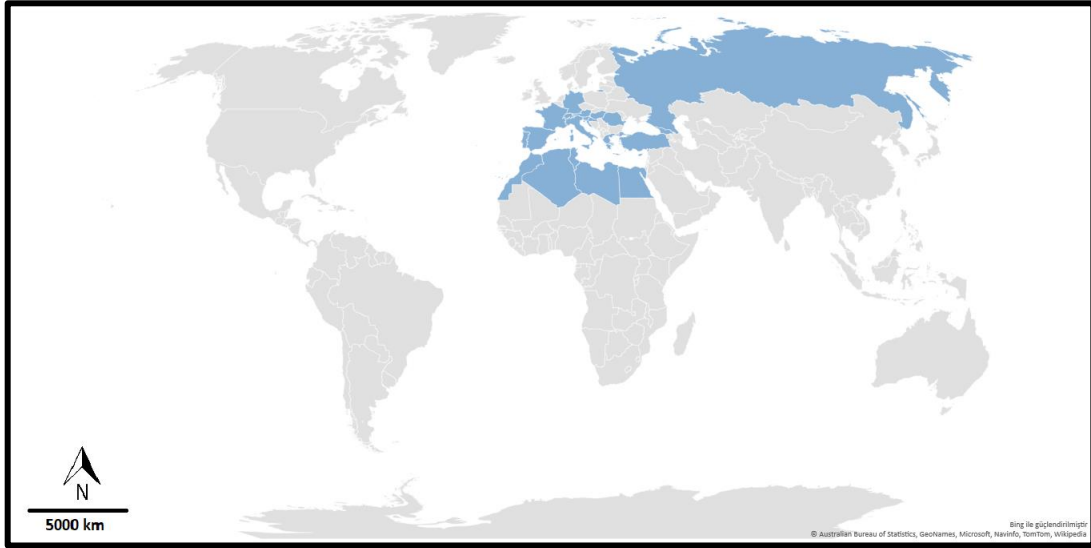 N
5000 km
Bing ile güçlendirilmiştir
© Australian Bureau of Statistics, GeoNames, Microsoft, Navinfo, TomTom, Wikipedia